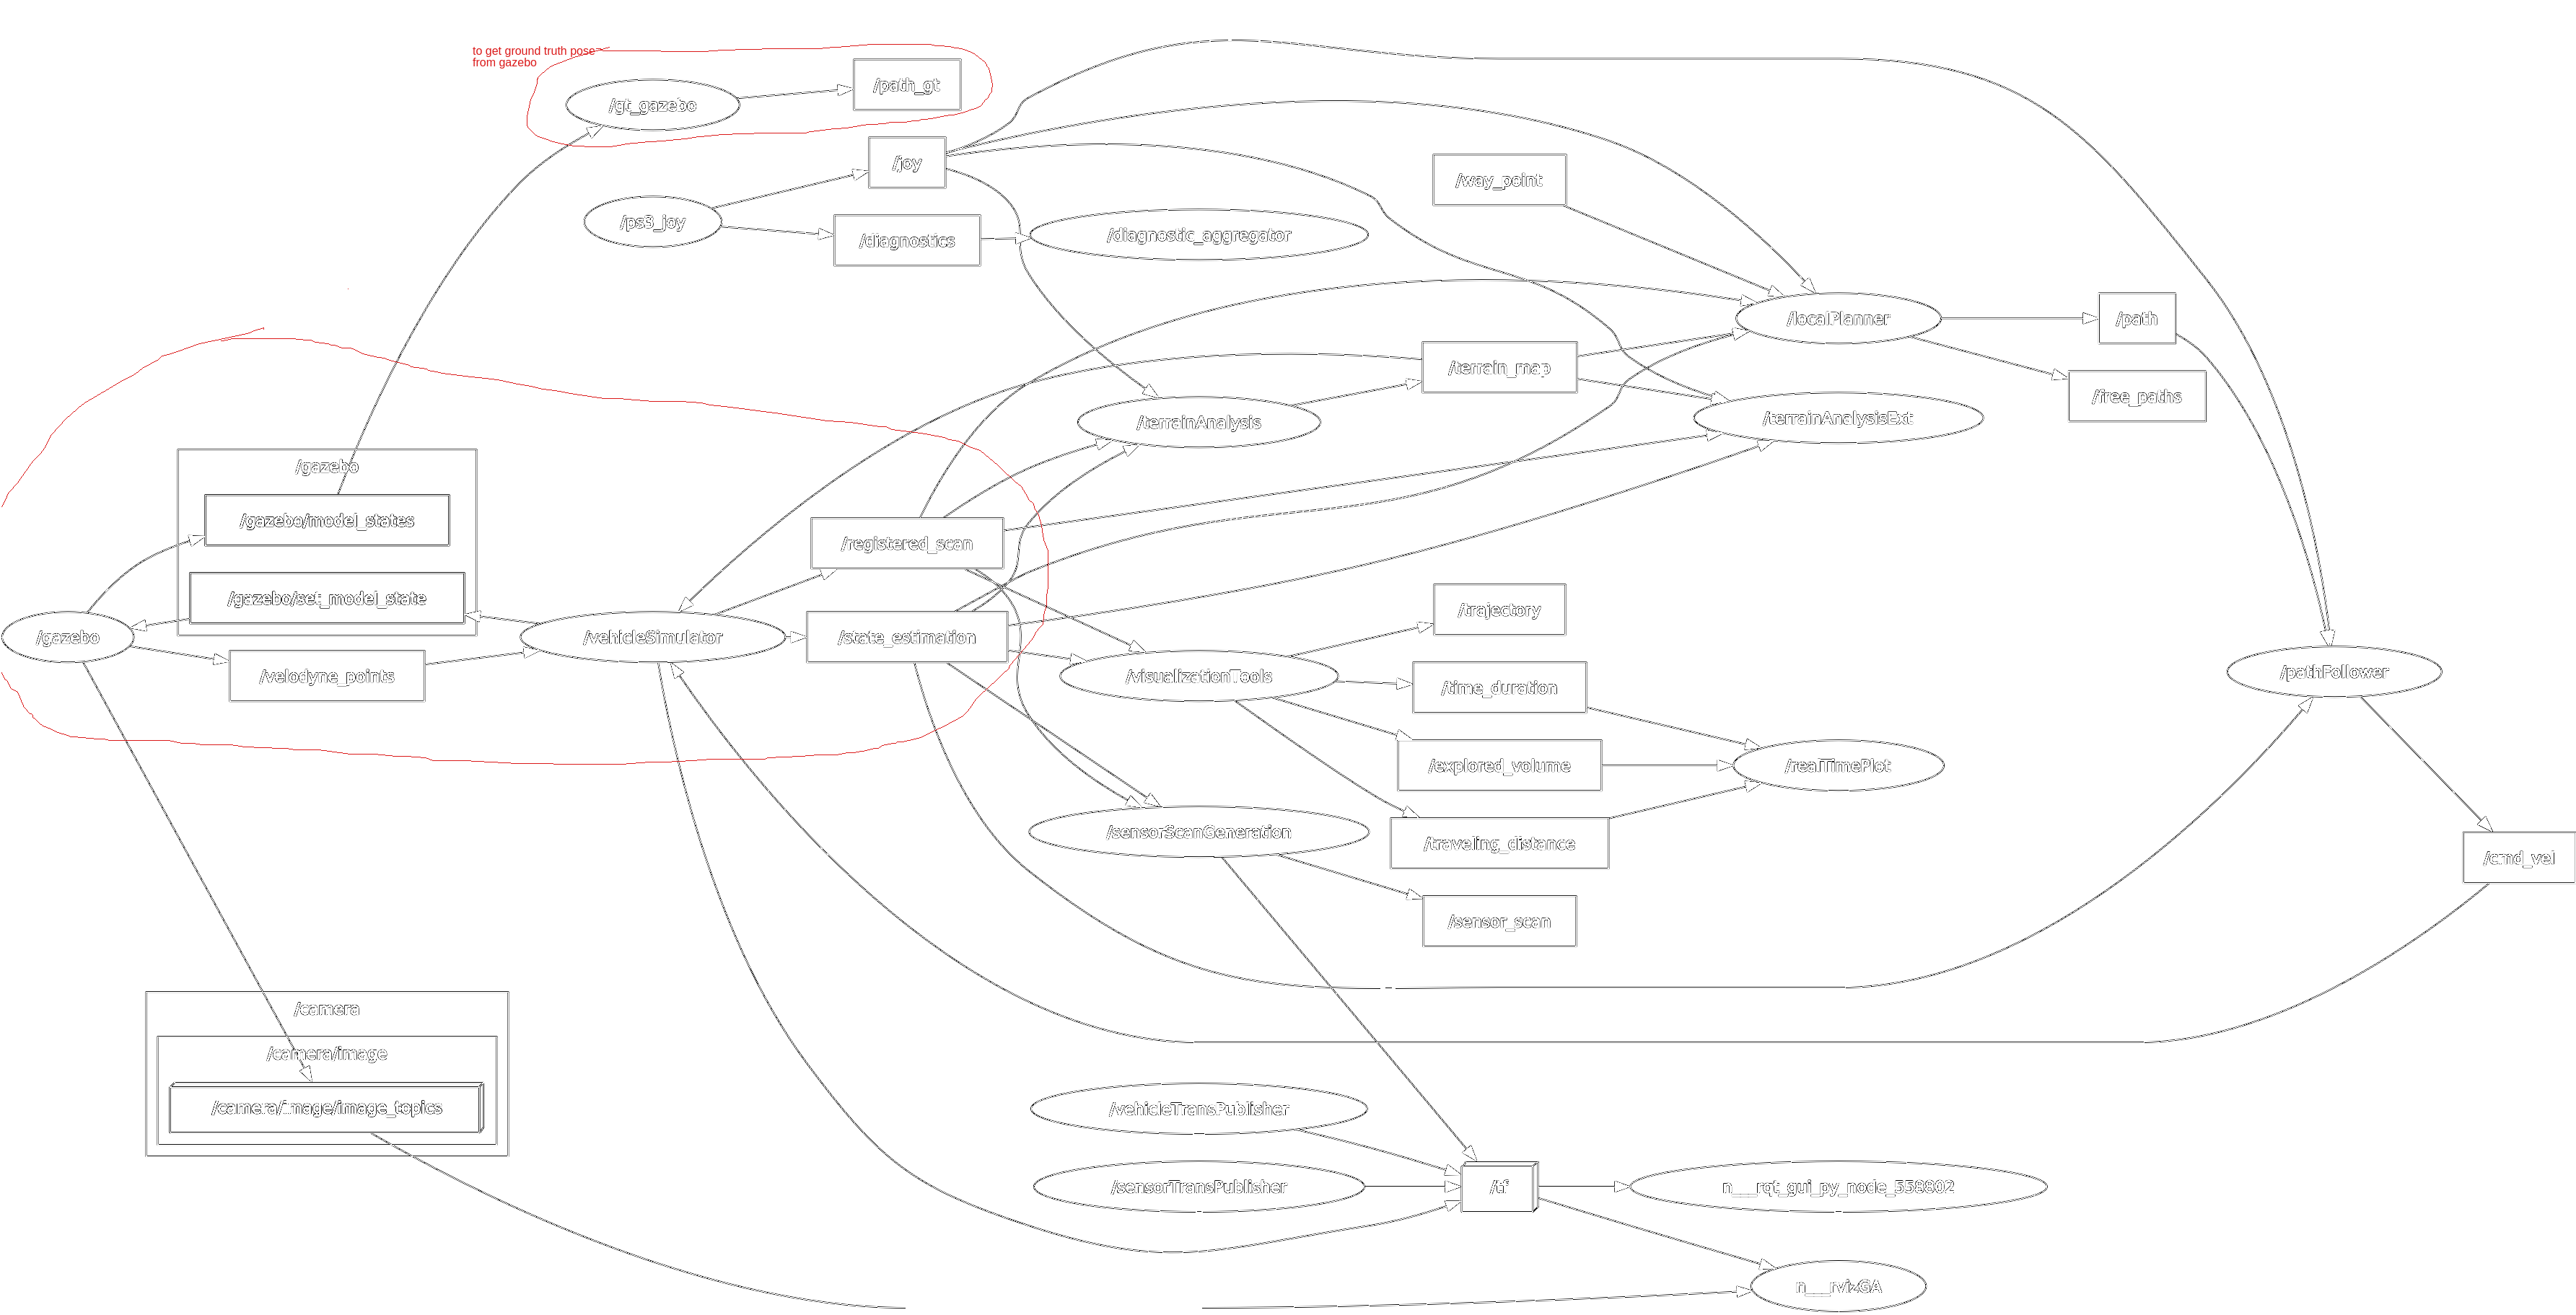 to get ground truth pose
from gazebo
/path_gt
/gt_gazebo
/joy
/way_point
/ps3_joy
/diagnostics
/diagnostic_aggregator
/localPlanner
/path
/terrain_map
/free_paths
/terrainAnalysis
/terrainAnalysisExt
/gazebo
/gazebo/model_states
/registered_scan
/gazebo/set_model_state
/trajectory
/gazebo
/vehicleSimulator
/state_estimation
/velodyne_points
/visualizationTools
/time_duration
/pathFollower
/explored_volume
/realTimePlot
/sensorScanGeneration
/traveling_distance
/cmd_vel
/sensor_scan
/camera
/camera/image
/camera/image/image_topics
/vehicleTransPublisher
/sensorTransPublisher
/tf
n___rqt_gui_py_node_558802
n___rvizGA